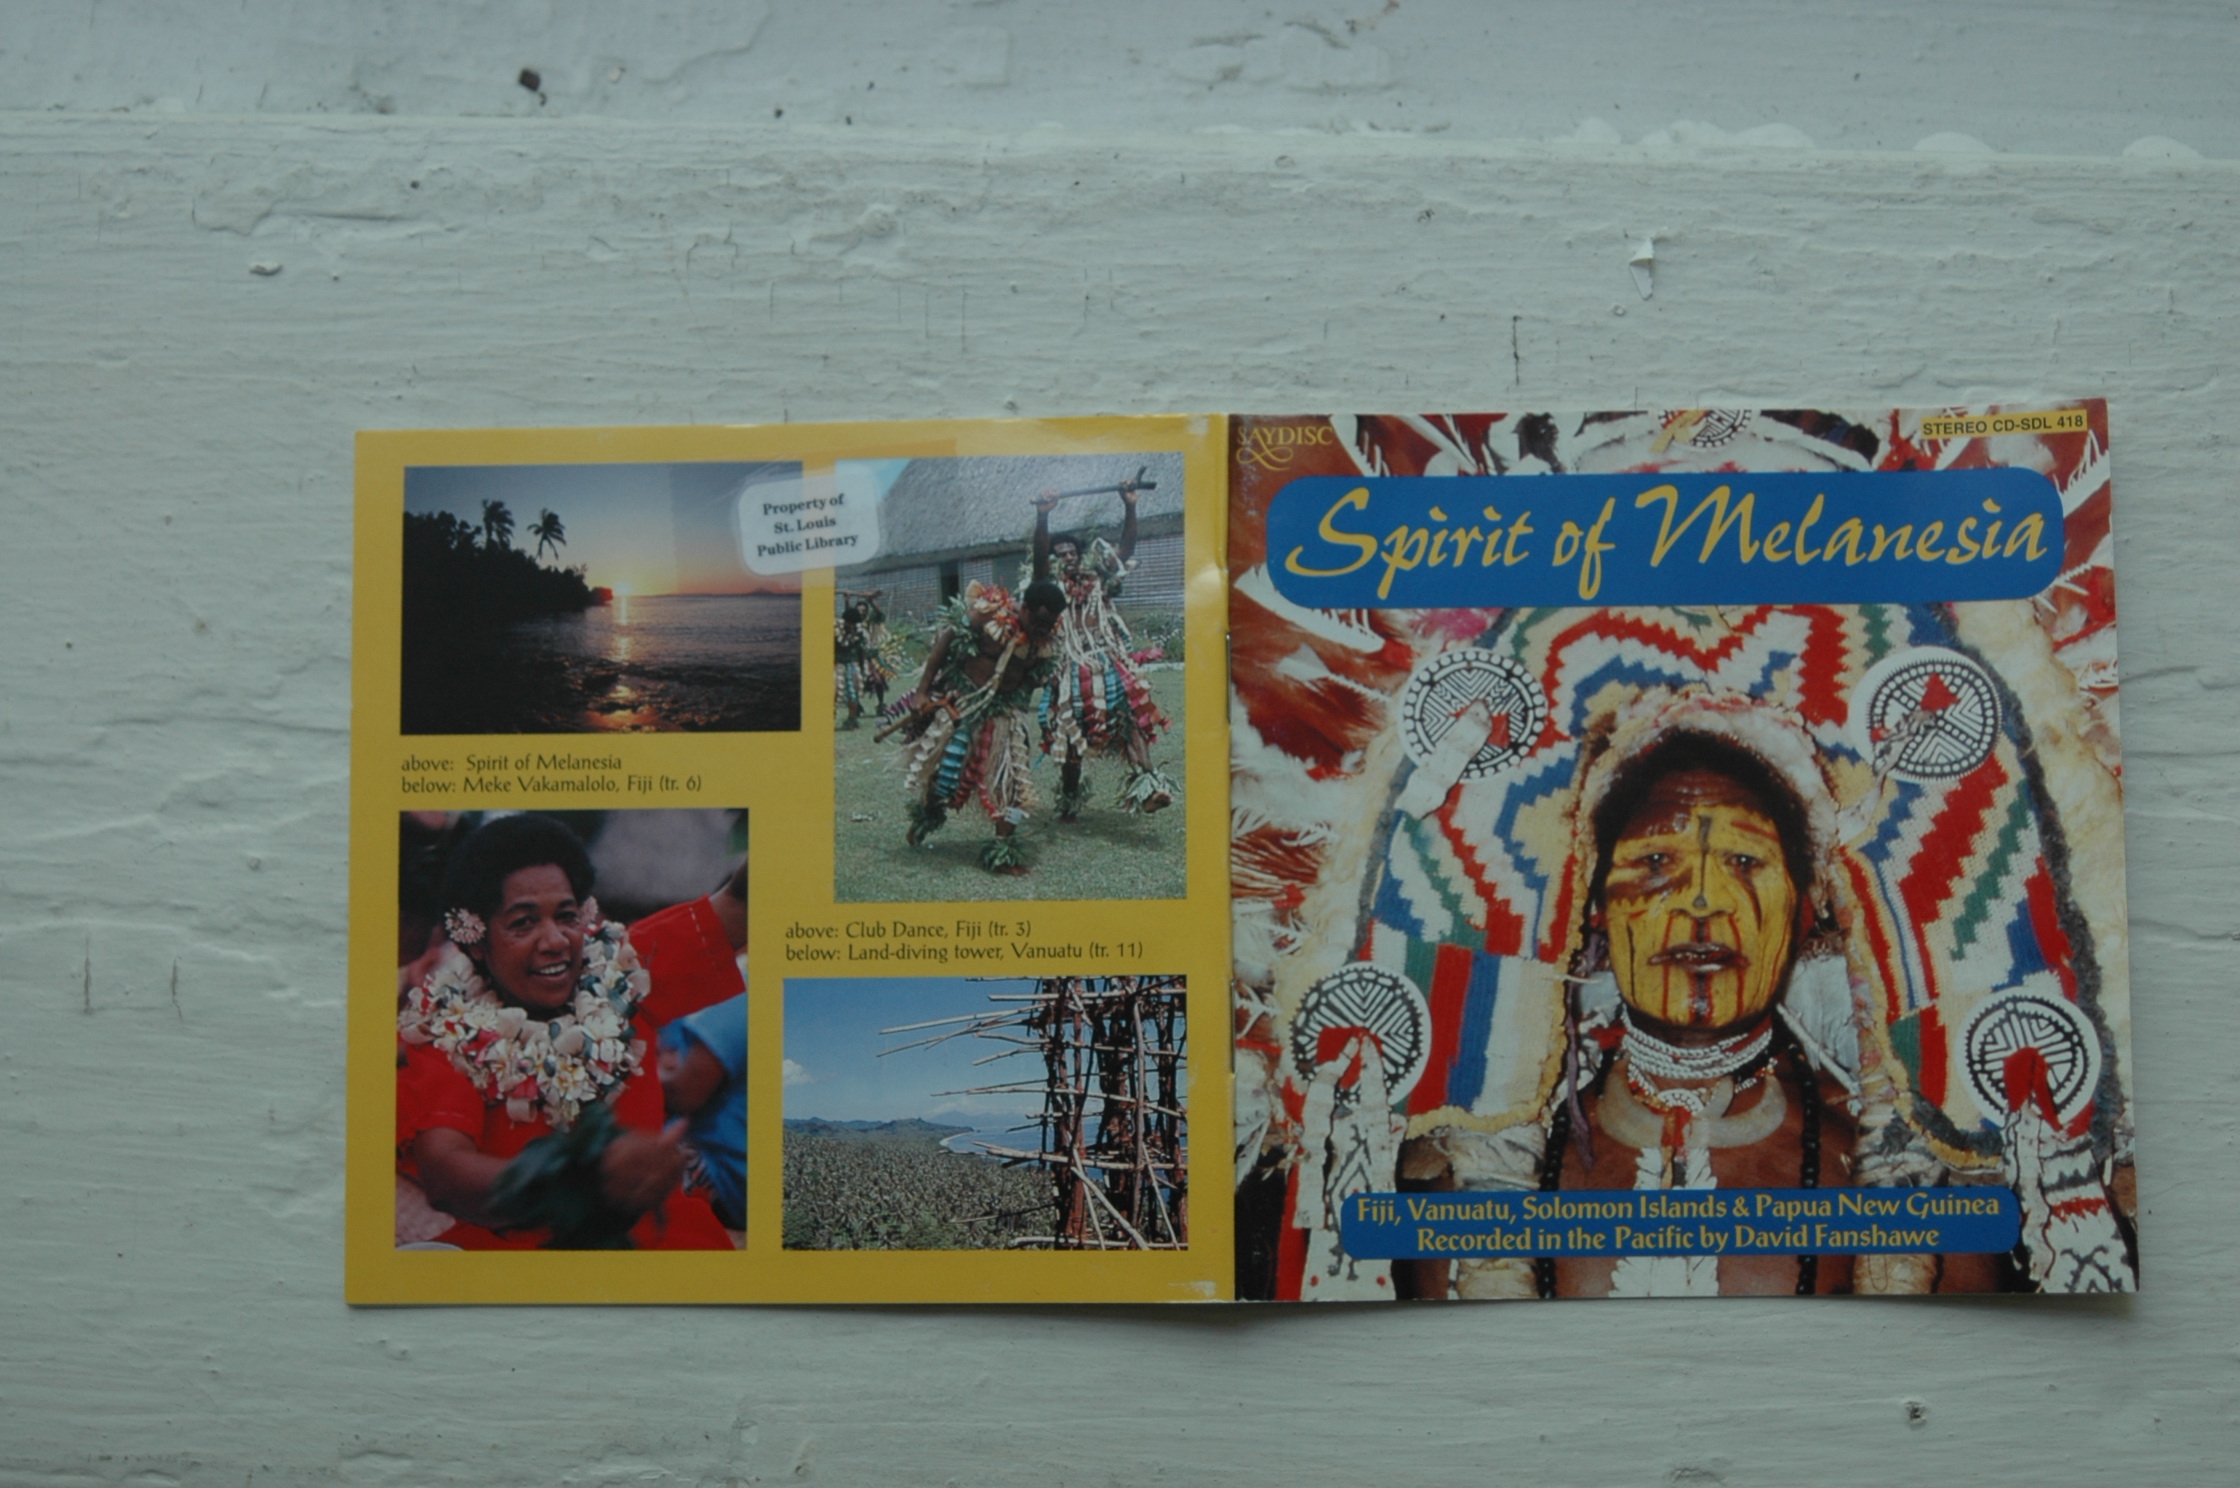 Property of
St. Louis
Public Library
above: Spirit of Melanesia
below: Meke Vakamalolo, Fiji (tr. 6)
above: Club Dance, Fiji (tr. 3)
below: Land-diving tower, Vanuatu (tr. 11)
SAYDISC
STEREO CD-SDL 418
Spirit of Melanesia
Fiji, Vanuatu, Solomon Islands & Papua New Guinea
Recorded in the Pacific by David Fanshawe